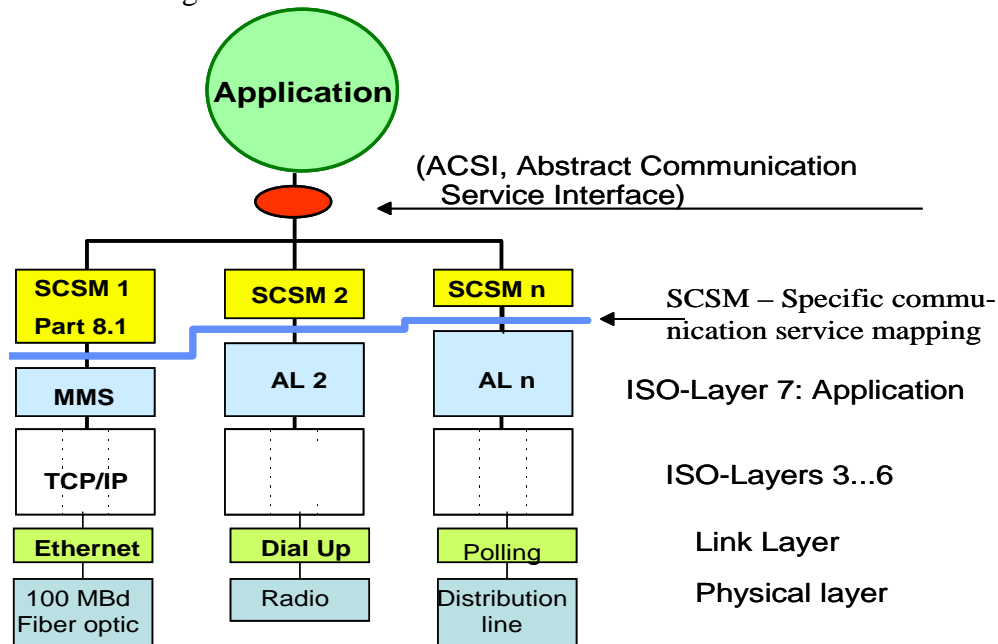 Application
(ACSI, Abstract Communication
Service Interface)
SCSM 1
Part 8.1
SCSM 2
SCSM n
SCSM – Specific commu-
nication service mapping
MMS
AL 2
AL n
ISO-Layer 7: Application
TCP/IP
ISO-Layers 3...6
Ethernet
Dial Up
Polling
Link Layer
100 MBd
Fiber optic
Radio
Distribution
line
Physical layer